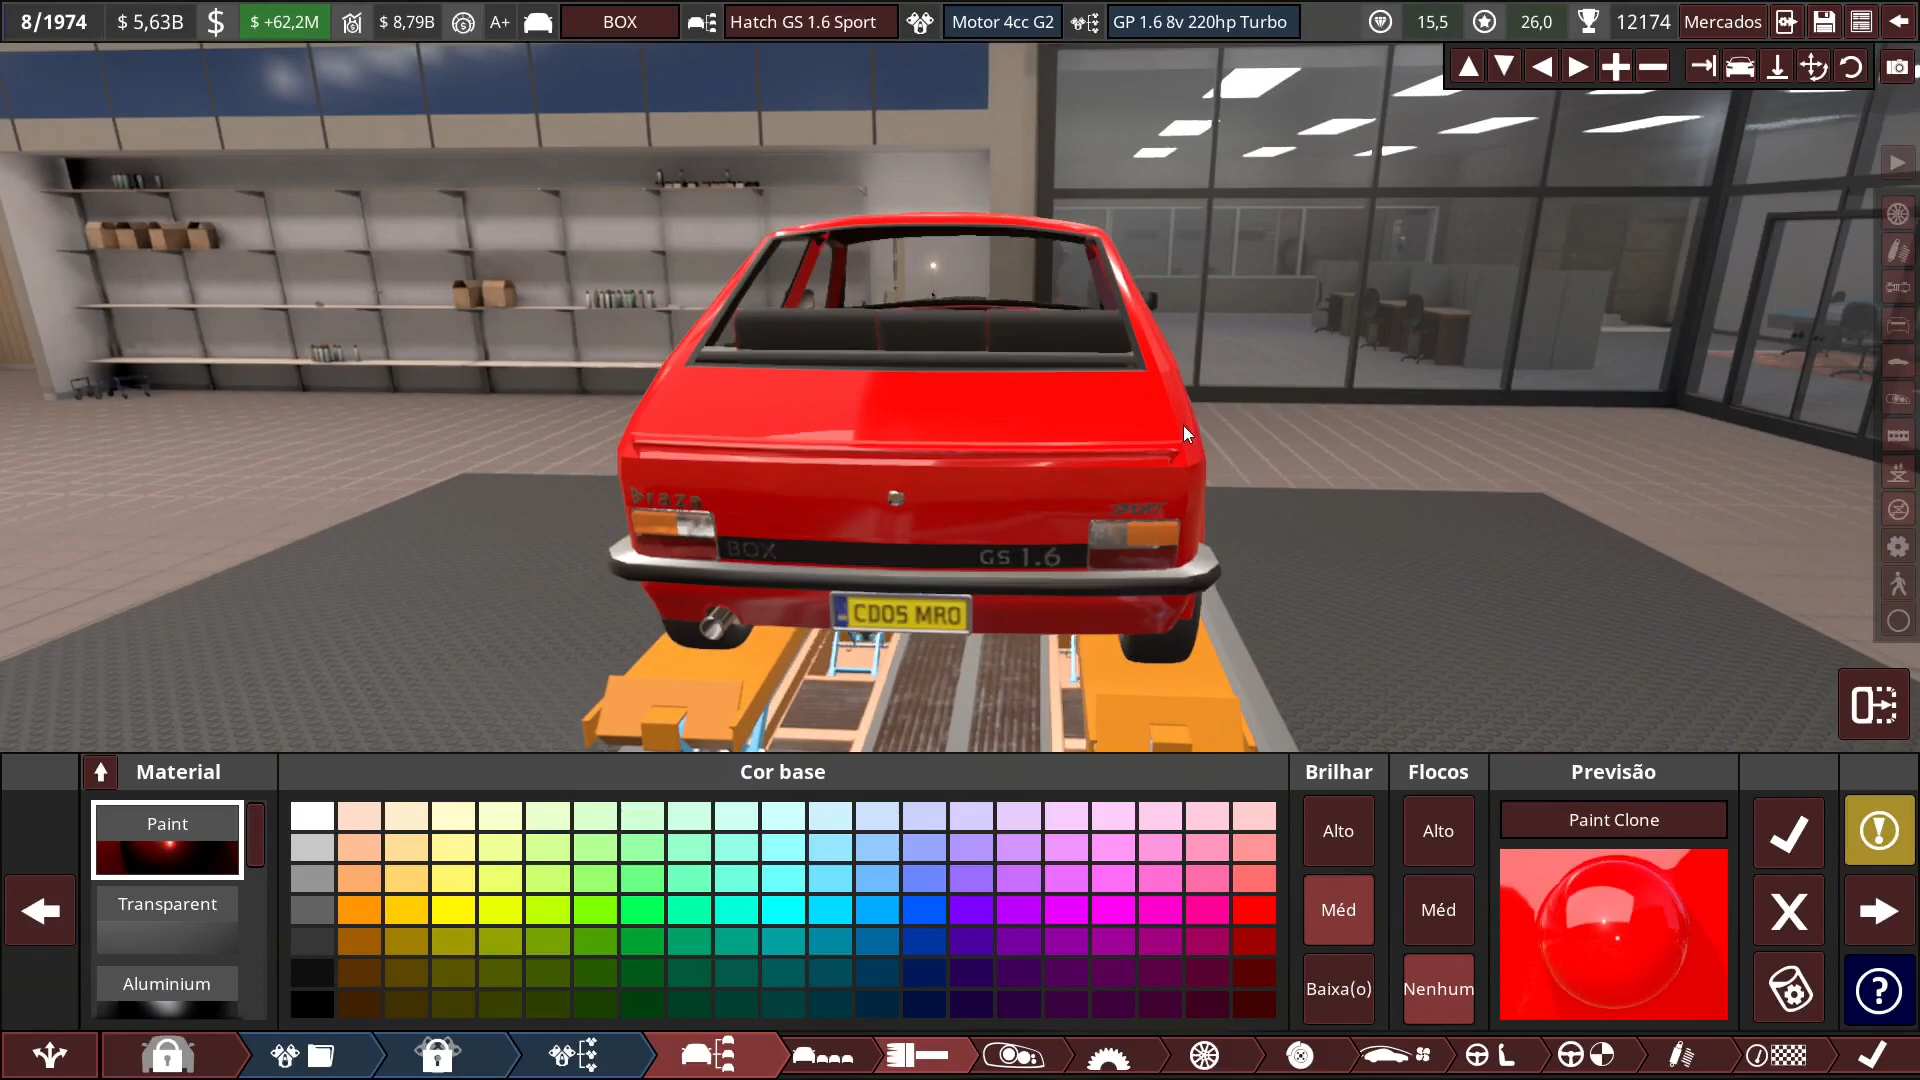 8/1974
$ 5,63B
$ +62,2M
$ 8,79B
A+
BOX
Hatch GS 1.6 Sport
Motor 4cc G2
GP 1.6 8v 220hp Turbo
15,5
26,0
12174
Mercados
BOX
GS 1.6
CD05 MRO
Material
Cor base
Brilhar
Flocos
Previsão
Paint
Transparent
Aluminium
Alto
Méd
Baixa(o)
Alto
Méd
Nenhum
Paint Clone